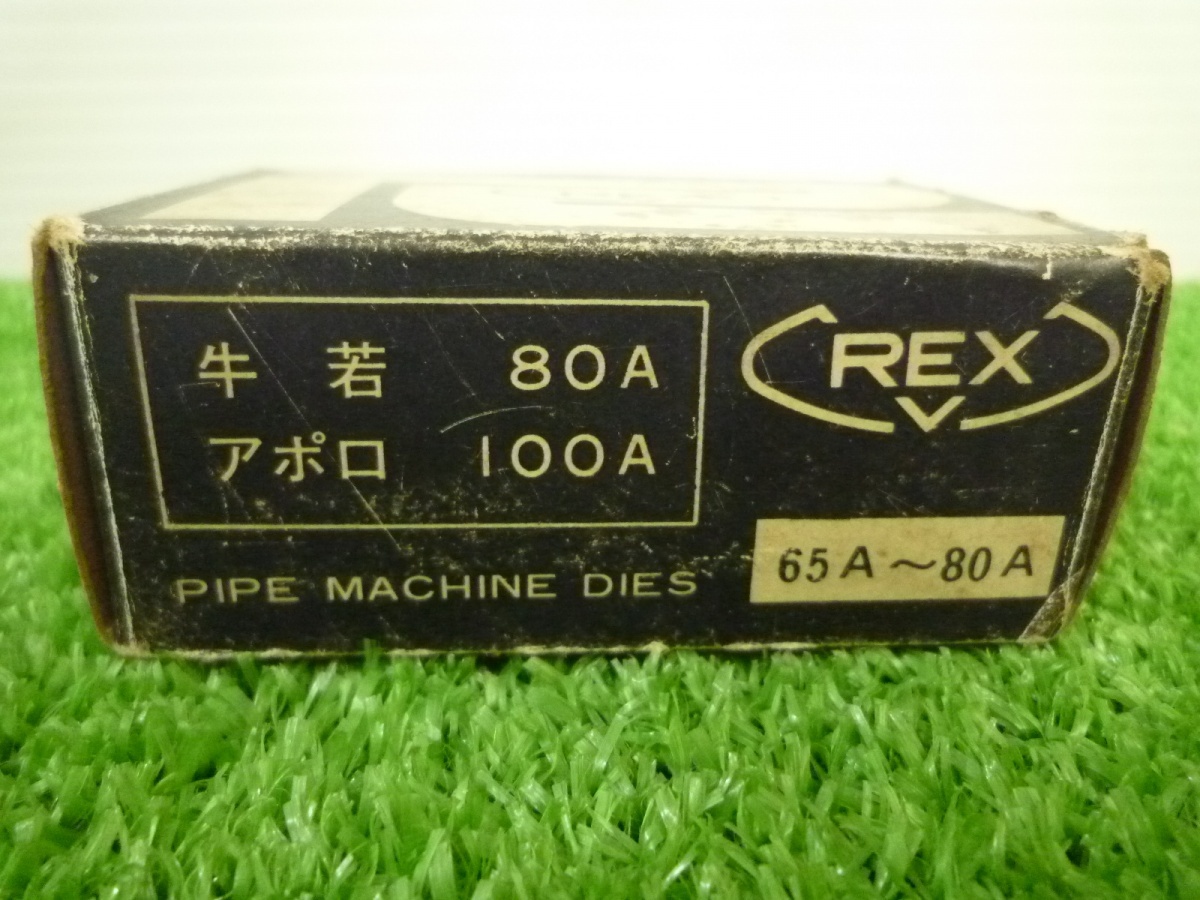 牛若 80A
アポロ 100A
PIPE MACHINE DIES
REX
65A～80A